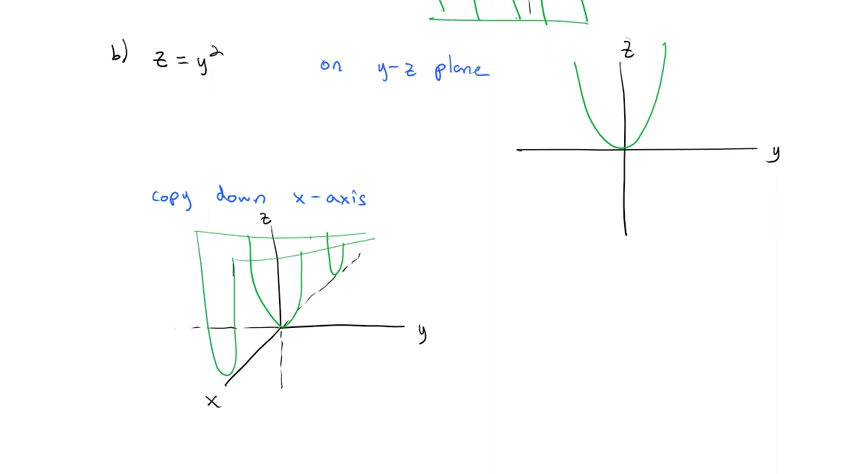 b) z = y² on y-z plane
z
y
copy down x-axis
z
y
x